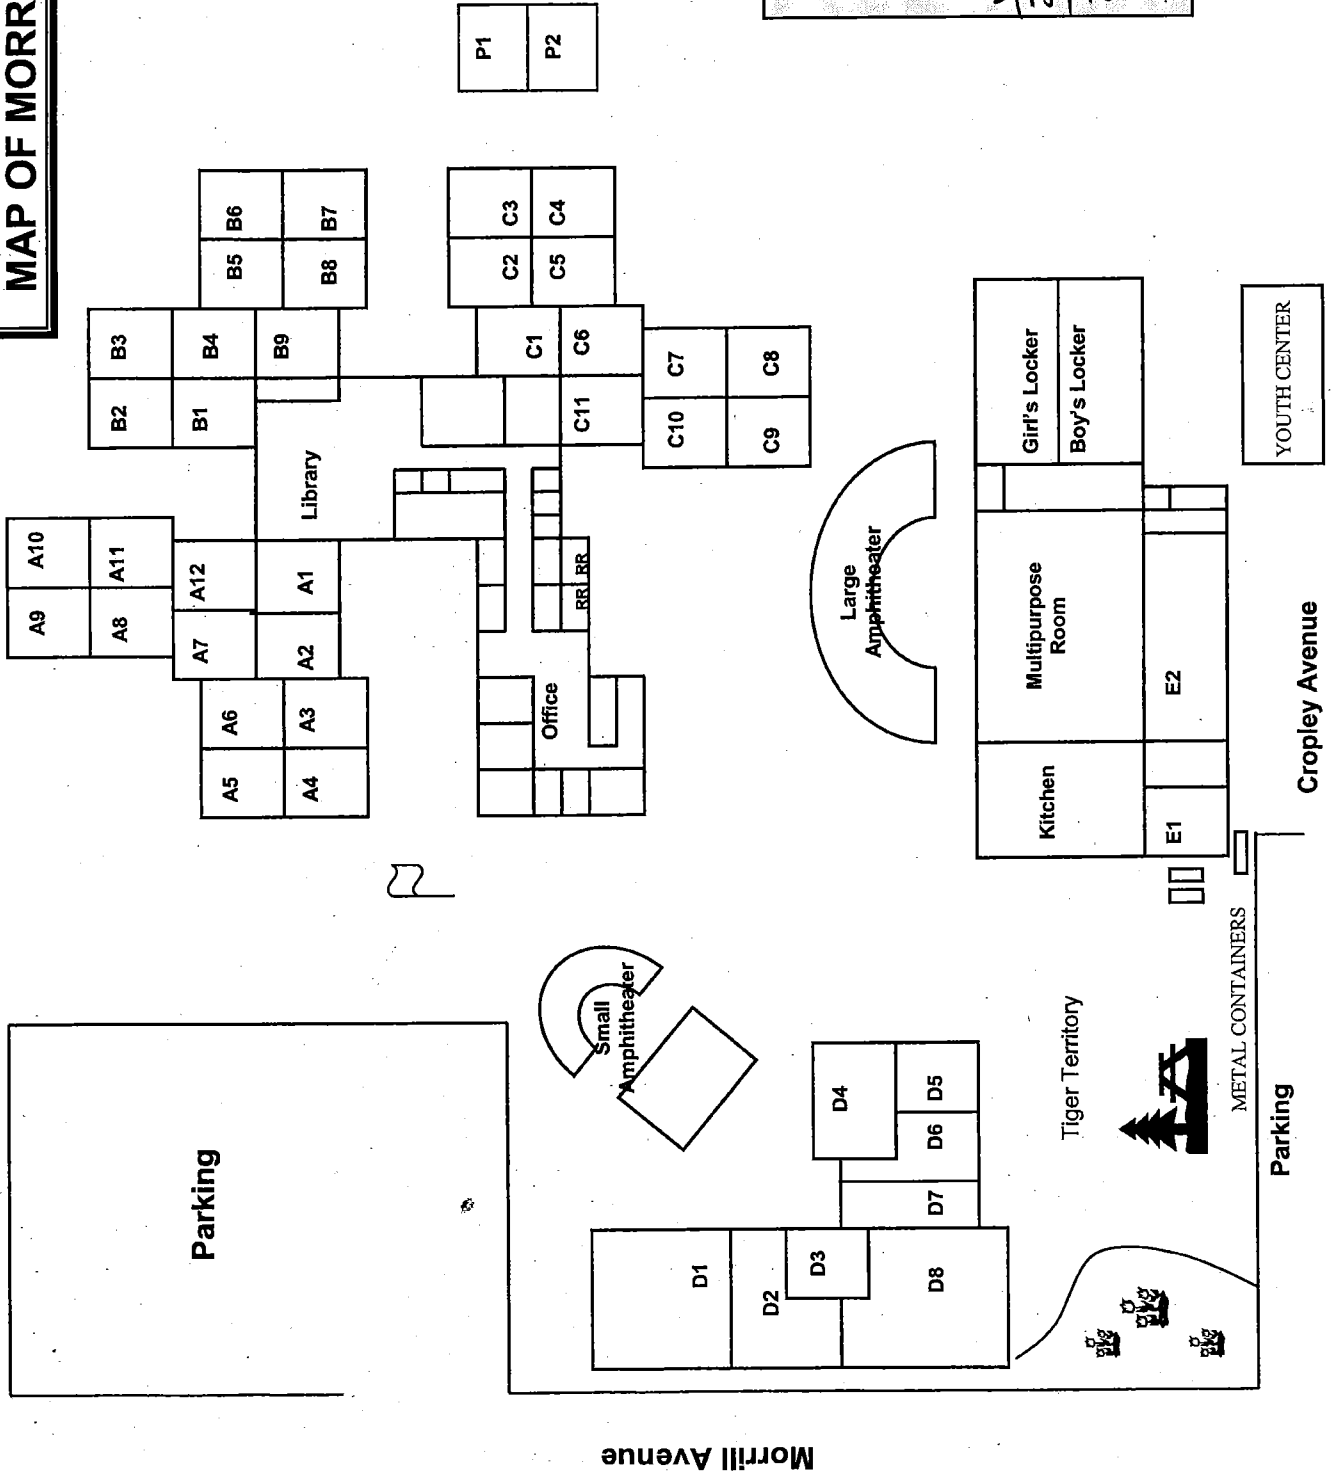 MAP OF MORR
P1
P2
B6
B7
B5
B8
B3
B4
B9
B2
B1
C3
C4
C2
C5
C1
C6
C7
C8
C11
C10
C9
Library
A10
A11
A9
A8
A12
A1
A7
A2
A6
A3
A5
A4
RR
RR
Office
Large
Amphitheater
Girl's Locker
Boy's Locker
YOUTH CENTER
Multipurpose
Room
E2
Kitchen
E1
Cropley Avenue
Small
Amphitheater
Parking
D4
D5
D6
D7
D1
D2
D3
D8
Tiger Territory
METAL CONTAINERS
Parking
Morrill Avenue